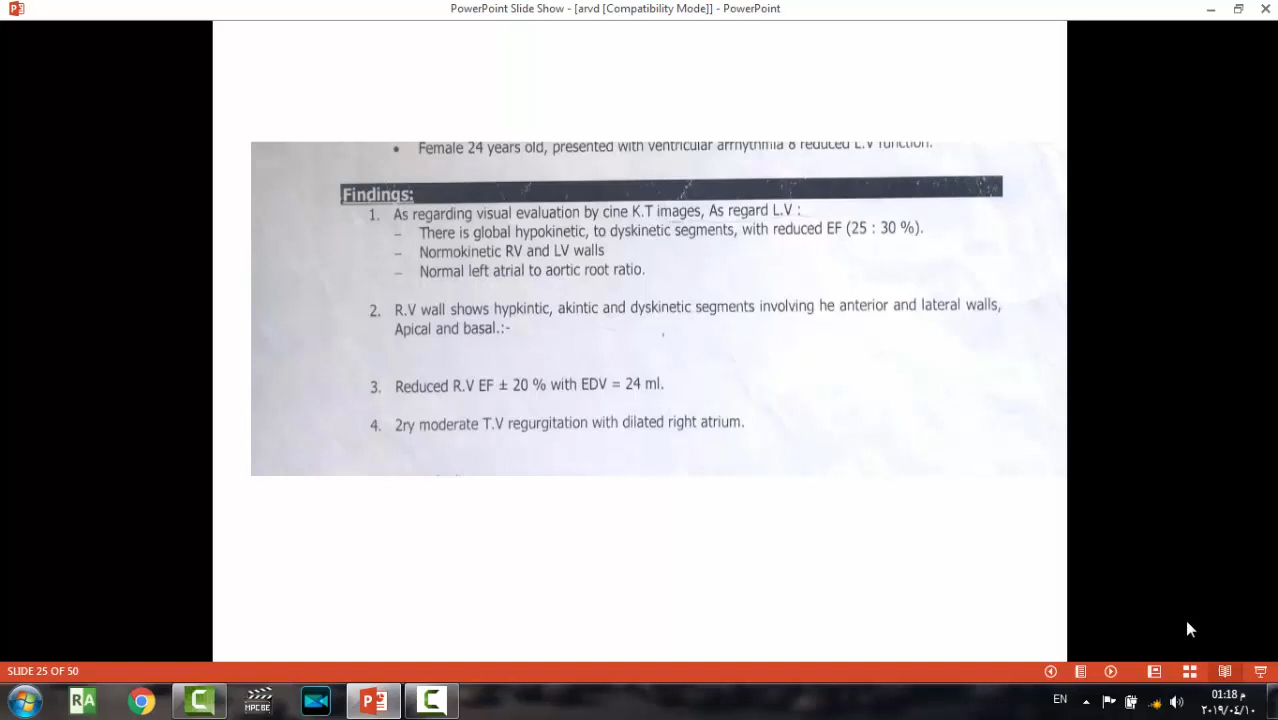 PowerPoint Slide Show - [arvd [Compatibility Mode]] - PowerPoint
• Female 24 years old, presented with ventricular arrhythmia & reduced L.V function.
Findings:
1. As regarding visual evaluation by cine K.T images, As regard L.V :
– There is global hypokinetic, to dyskinetic segments, with reduced EF (25 : 30 %).
– Normokinetic RV and LV walls
– Normal left atrial to aortic root ratio.
2. R.V wall shows hypkintic, akintic and dyskinetic segments involving he anterior and lateral walls,
Apical and basal.:-
3. Reduced R.V EF ± 20 % with EDV = 24 ml.
4. 2ry moderate T.V regurgitation with dilated right atrium.
SLIDE 25 OF 50
RA
MPC BE
EN
01:18 م
٢٠١٩/٠٤/١٠